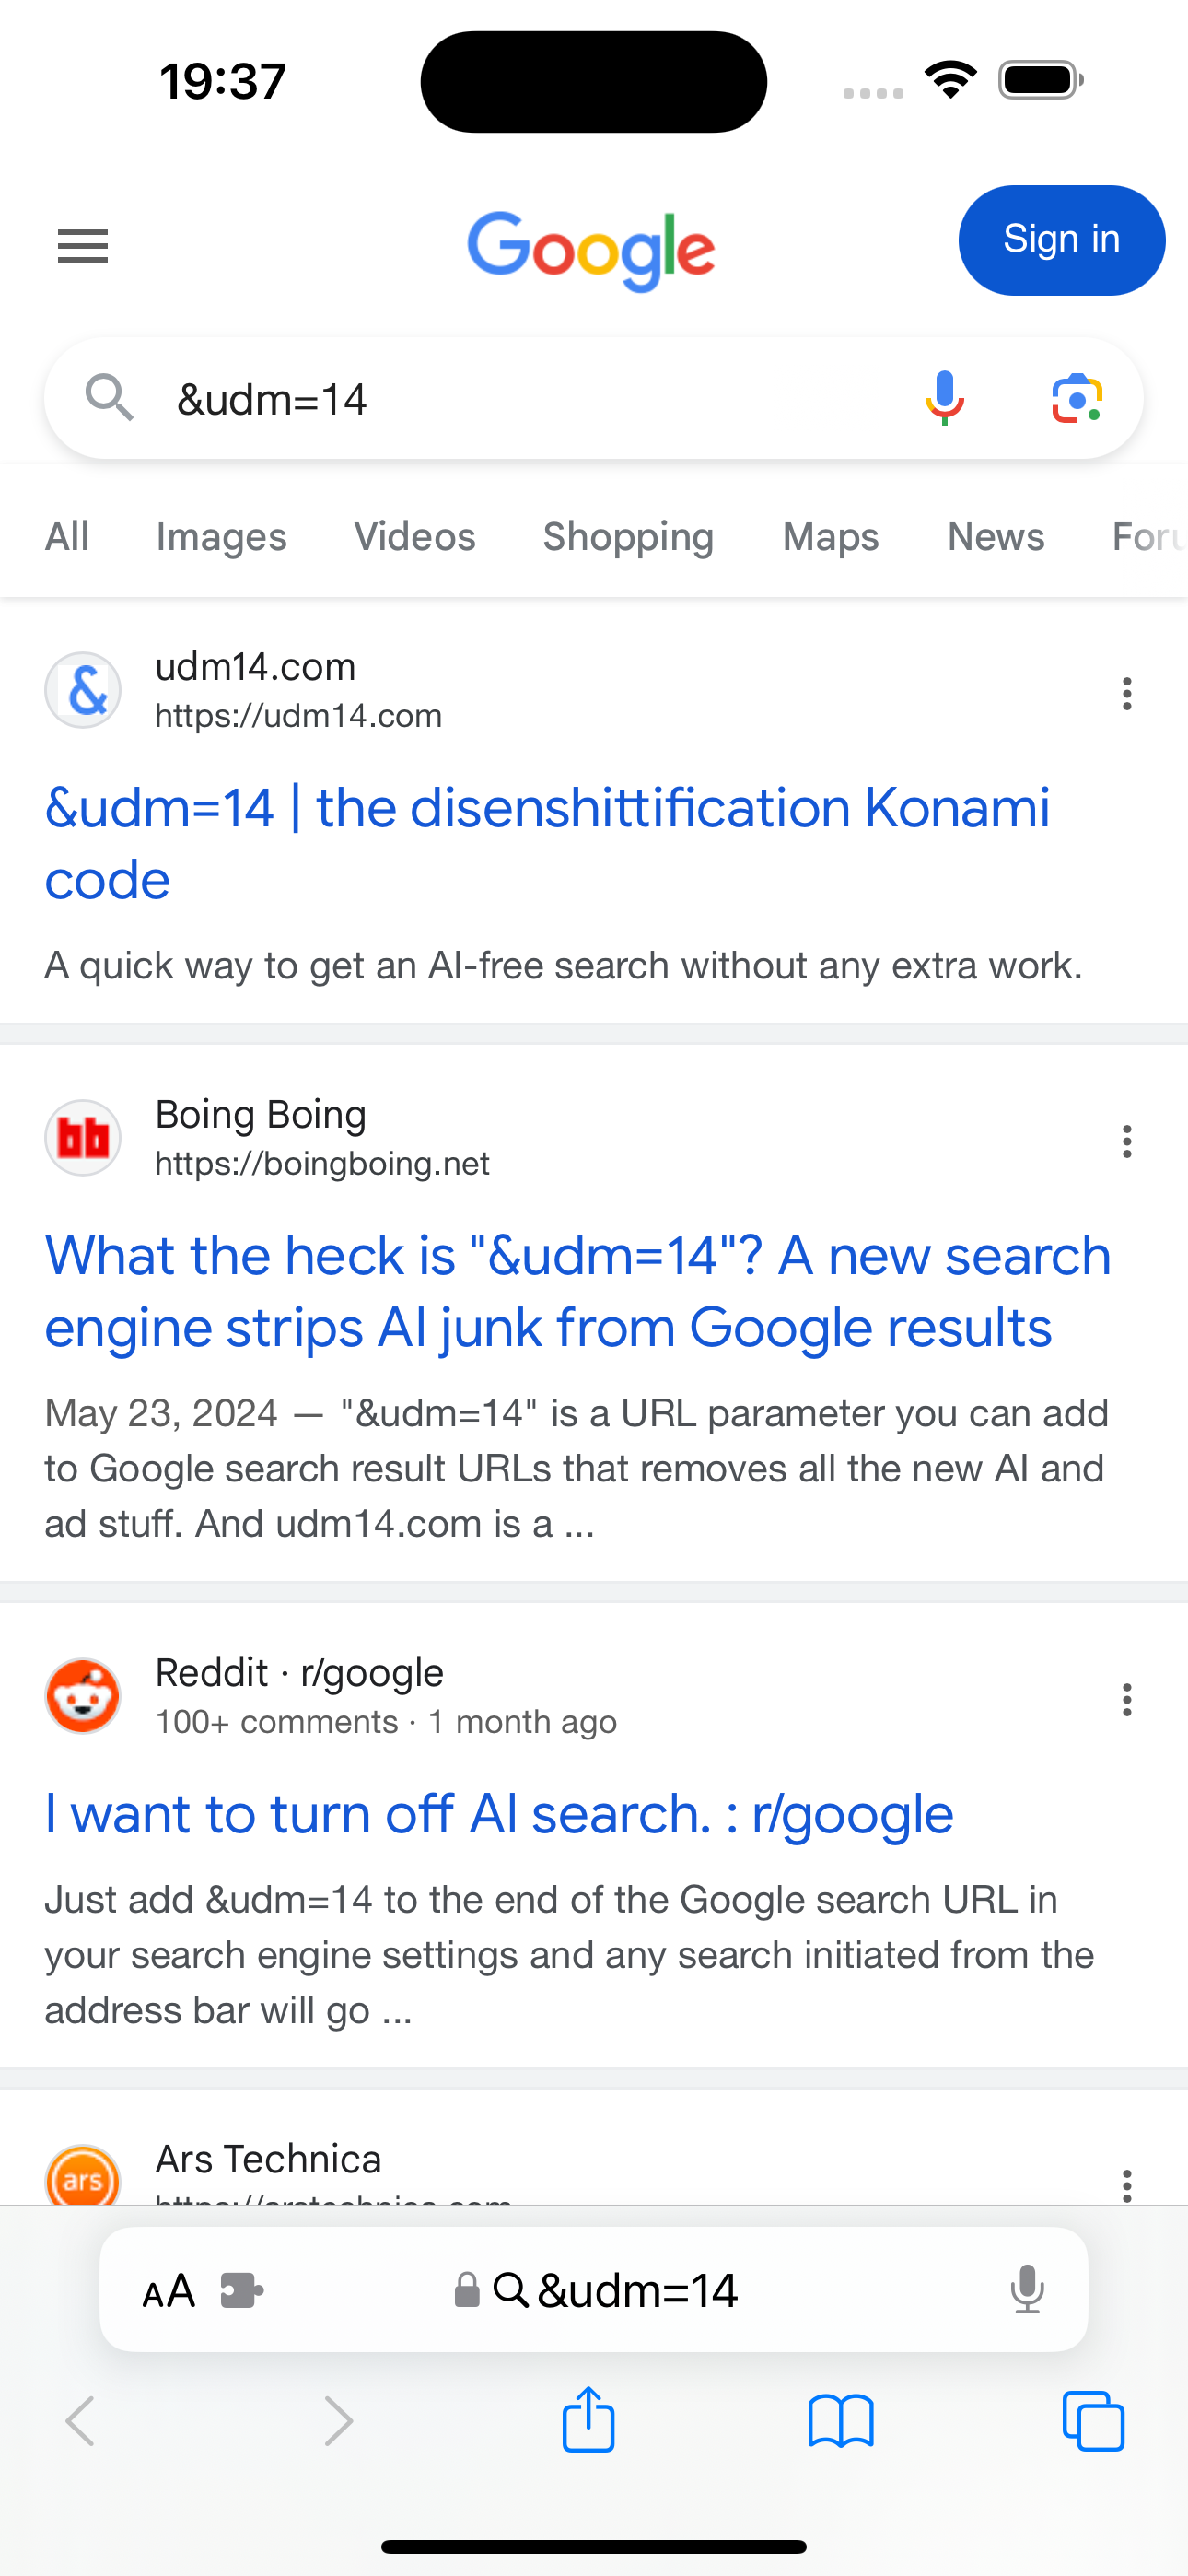 19:37
Google
Sign in
&udm=14
All Images Videos Shopping Maps News Foru
&
udm14.com
https://udm14.com
&udm=14 | the disenshittification Konami
code
A quick way to get an AI-free search without any extra work.
bb
Boing Boing
https://boingboing.net
What the heck is "&udm=14"? A new search
engine strips AI junk from Google results
May 23, 2024 — "&udm=14" is a URL parameter you can add
to Google search result URLs that removes all the new AI and
ad stuff. And udm14.com is a ...
Reddit · r/google
100+ comments · 1 month ago
I want to turn off AI search. : r/google
Just add &udm=14 to the end of the Google search URL in
your search engine settings and any search initiated from the
address bar will go ...
ars
Ars Technica
https://arstechnica.com
AA &udm=14